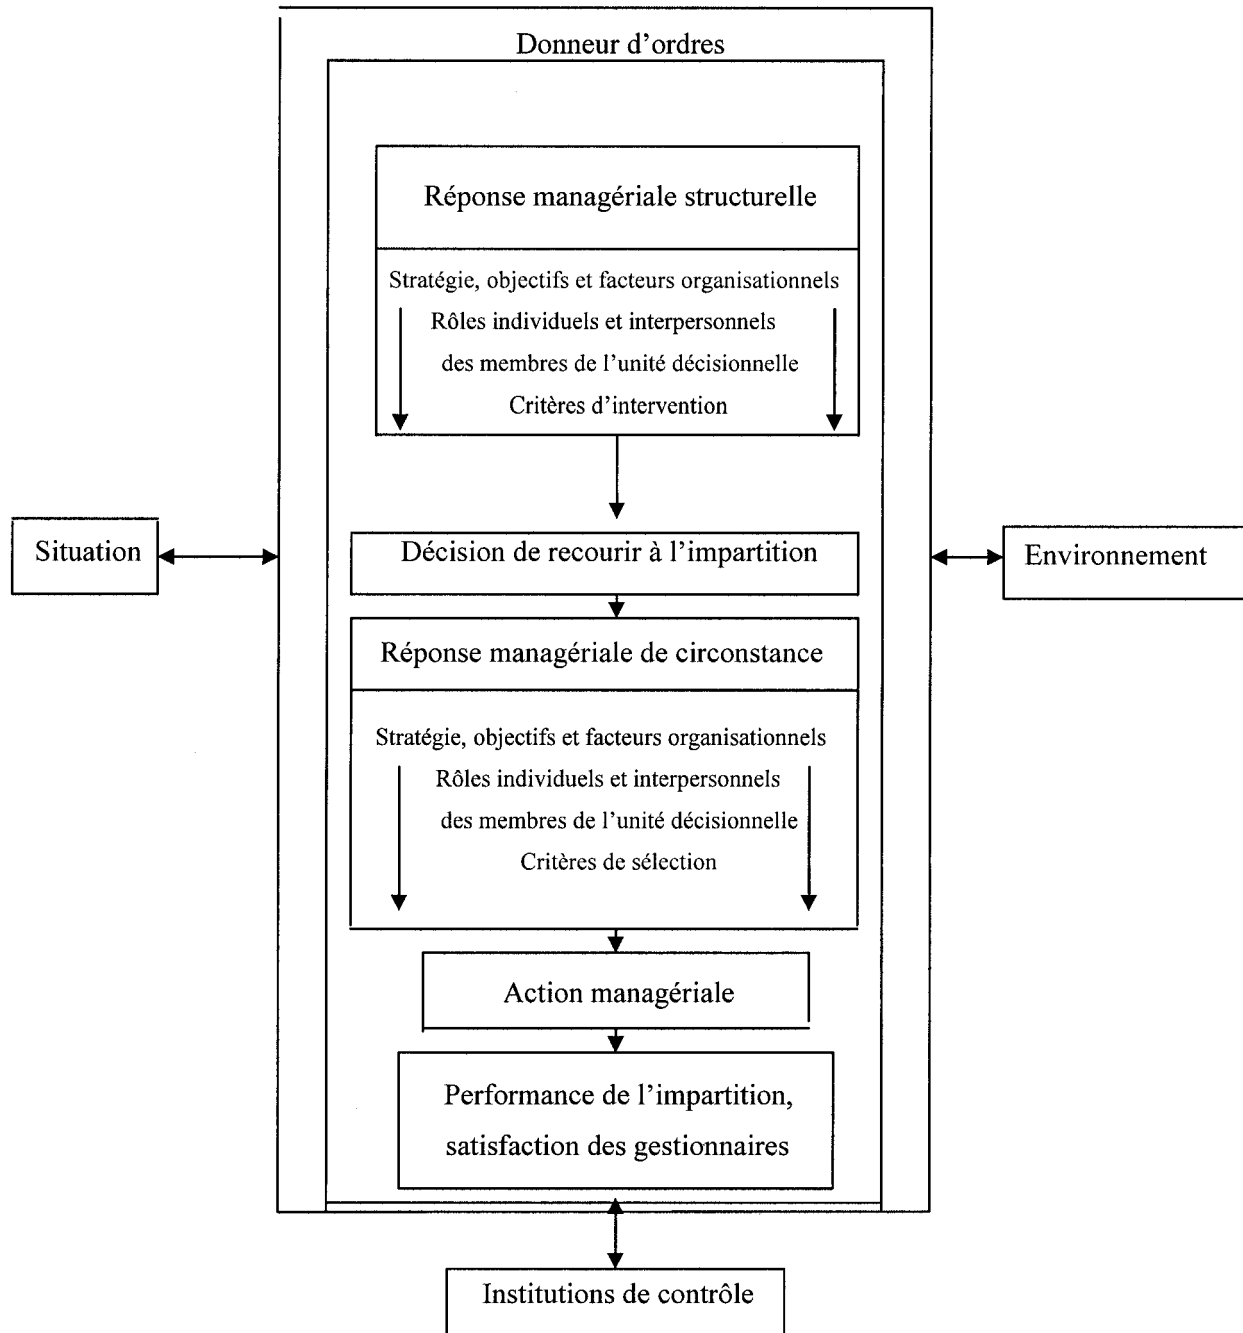 Donneur d’ordres
Réponse managériale structurelle
Stratégie, objectifs et facteurs organisationnels
Rôles individuels et interpersonnels
des membres de l’unité décisionnelle
Critères d’intervention
Situation
Décision de recourir à l’impartition
Environnement
Réponse managériale de circonstance
Stratégie, objectifs et facteurs organisationnels
Rôles individuels et interpersonnels
des membres de l’unité décisionnelle
Critères de sélection
Action managériale
Performance de l’impartition,
satisfaction des gestionnaires
Institutions de contrôle